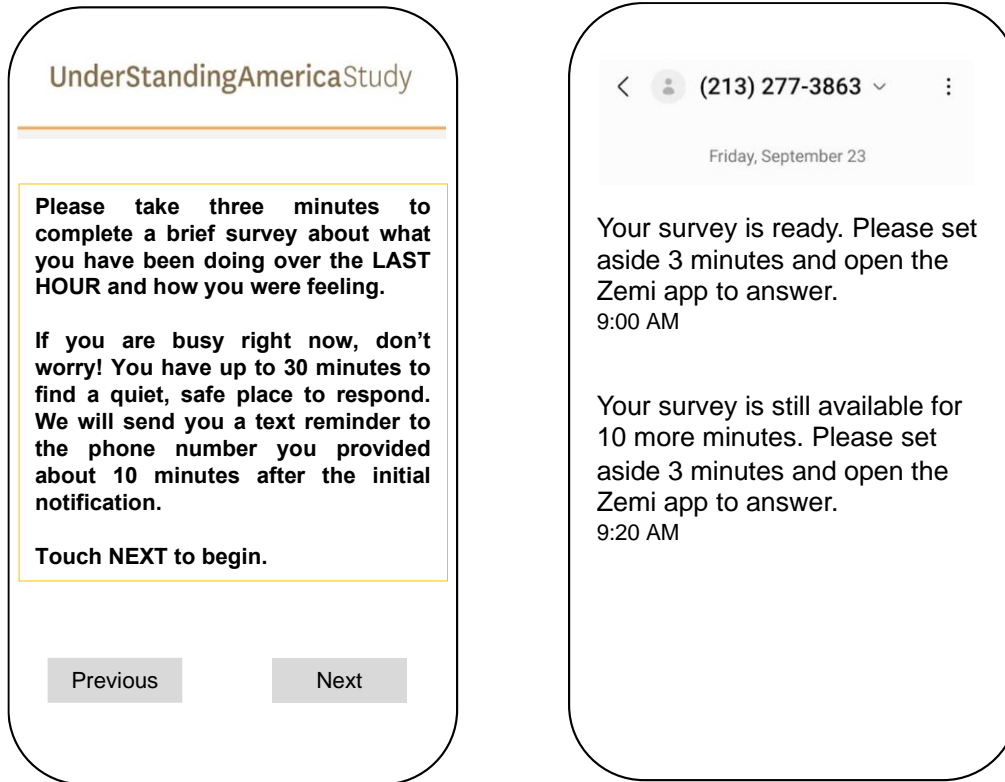 UnderStandingAmericaStudy
Please take three minutes to
complete a brief survey about what
you have been doing over the LAST
HOUR and how you were feeling.
If you are busy right now, don’t
worry! You have up to 30 minutes to
find a quiet, safe place to respond.
We will send you a text reminder to
the phone number you provided
about 10 minutes after the initial
notification.
Touch NEXT to begin.
Previous
Next
(213) 277-3863
Friday, September 23
Your survey is ready. Please set
aside 3 minutes and open the
Zemi app to answer.
9:00 AM
Your survey is still available for
10 more minutes. Please set
aside 3 minutes and open the
Zemi app to answer.
9:20 AM